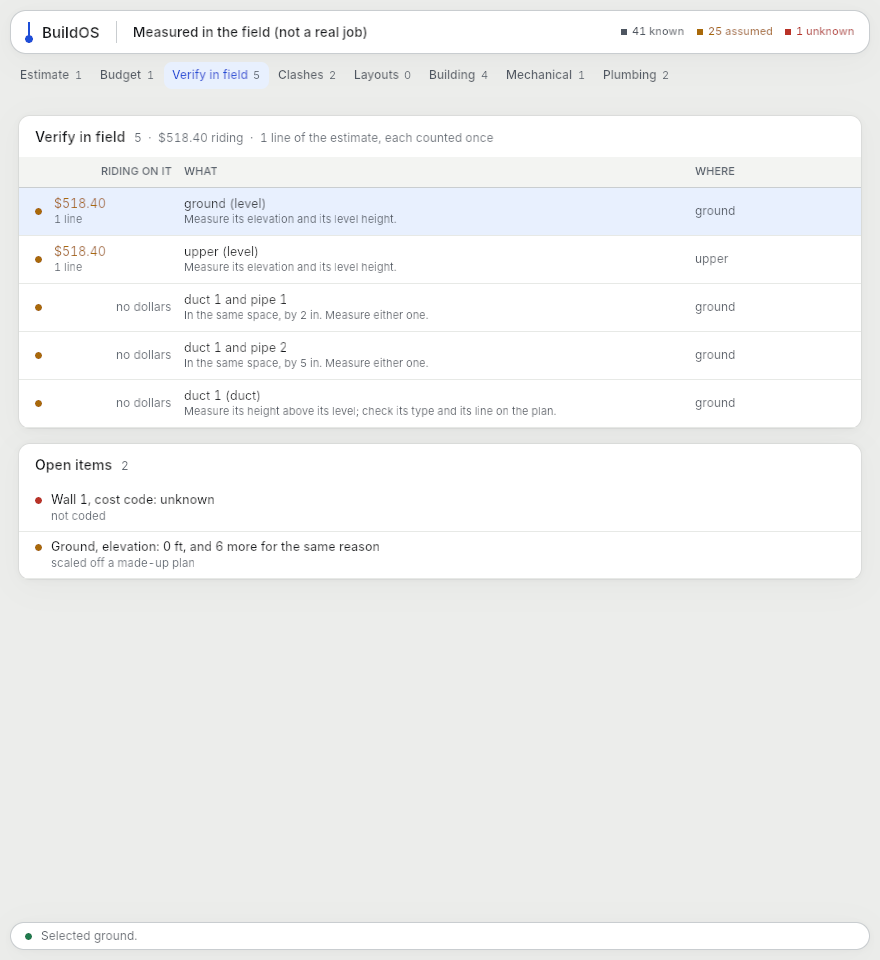 BuildOS
Measured in the field (not a real job)
41 known 25 assumed 1 unknown
Estimate 1 Budget 1 Verify in field 5 Clashes 2 Layouts 0 Building 4 Mechanical 1 Plumbing 2
Verify in field 5 · $518.40 riding · 1 line of the estimate, each counted once
RIDING ON IT WHAT WHERE
$518.40 ground (level) ground
1 line Measure its elevation and its level height.
$518.40 upper (level) upper
1 line Measure its elevation and its level height.
no dollars duct 1 and pipe 1 ground
In the same space, by 2 in. Measure either one.
no dollars duct 1 and pipe 2 ground
In the same space, by 5 in. Measure either one.
no dollars duct 1 (duct) ground
Measure its height above its level; check its type and its line on the plan.
Open items 2
Wall 1, cost code: unknown
not coded
Ground, elevation: 0 ft, and 6 more for the same reason
scaled off a made-up plan
Selected ground.